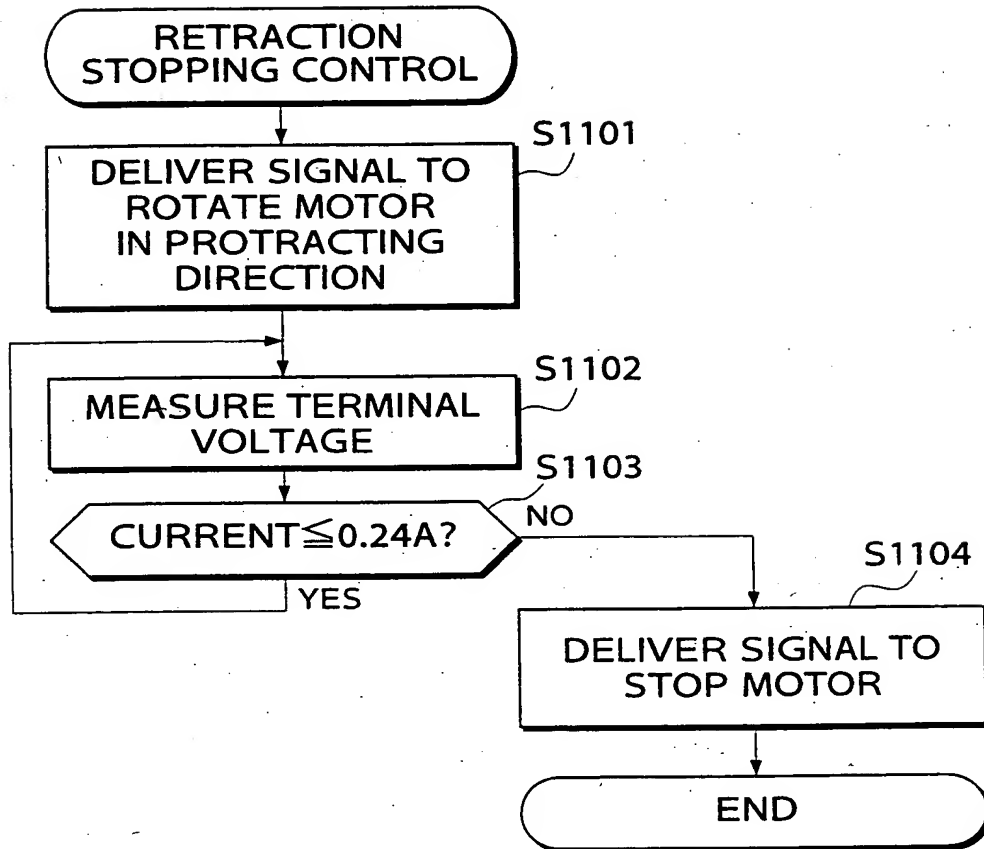 RETRACTION
STOPPING CONTROL
S1101
DELIVER SIGNAL TO
ROTATE MOTOR
IN PROTRACTING
DIRECTION
S1102
MEASURE TERMINAL
VOLTAGE
S1103
CURRENT≦0.24A?
NO
YES
S1104
DELIVER SIGNAL TO
STOP MOTOR
END